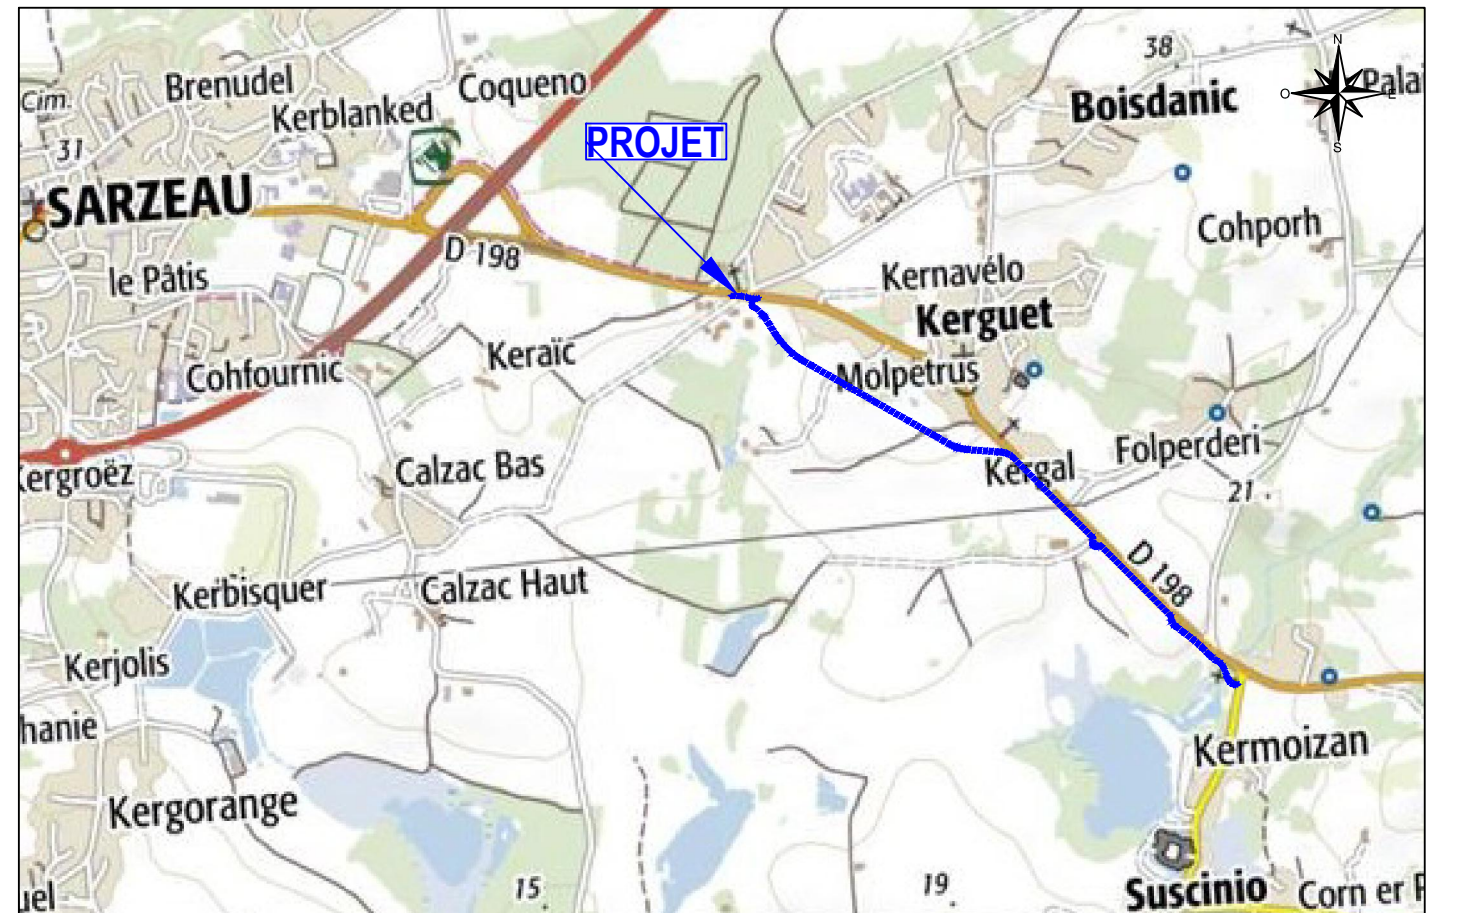 38
N
Brenudel
Coqueno
Palai
Cim.
Kerblanked
Boisdanic
O
E
31
PROJET
S
SARZEAU
Cohporh
D 198
le Pâtis
Kernavélo
Kerguet
Keraïc
Cohfournic
Molpetrus
Folperderi
Kergroëz
Calzac Bas
Kergal
21
D 198
Kerbisquer
Calzac Haut
Kerjolis
hanie
Kermoizan
Kergorange
15
19
Suscinio
Corn er P
uel